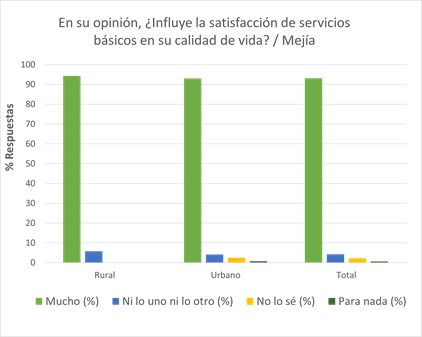 En su opinión, ¿Influye la satisfacción de servicios
básicos en su calidad de vida? / Mejía
% Respuestas
100
90
80
70
60
50
40
30
20
10
0
Rural Urbano Total
Mucho (%) Ni lo uno ni lo otro (%) No lo sé (%) Para nada (%)